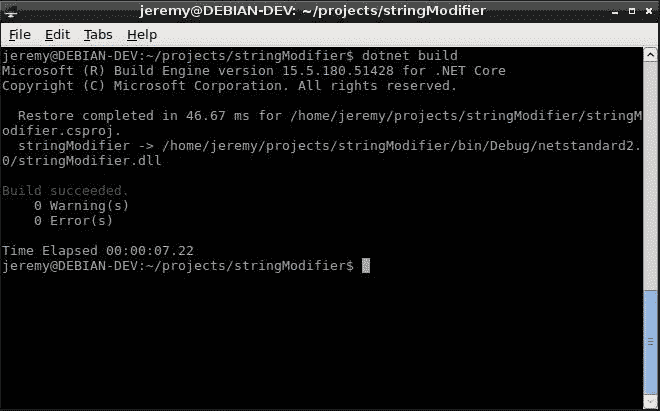 jeremy@DEBIAN-DEV: ~/projects/stringModifier
File Edit Tabs Help
jeremy@DEBIAN-DEV:~/projects/stringModifier$ dotnet build
Microsoft (R) Build Engine version 15.5.180.51428 for .NET Core
Copyright (C) Microsoft Corporation. All rights reserved.
Restore completed in 46.67 ms for /home/jeremy/projects/stringModifier/stringM
odifier.csproj.
stringModifier -> /home/jeremy/projects/stringModifier/bin/Debug/netstandard2.
0/stringModifier.dll
Build succeeded.
0 Warning(s)
0 Error(s)
Time Elapsed 00:00:07.22
jeremy@DEBIAN-DEV:~/projects/stringModifier$